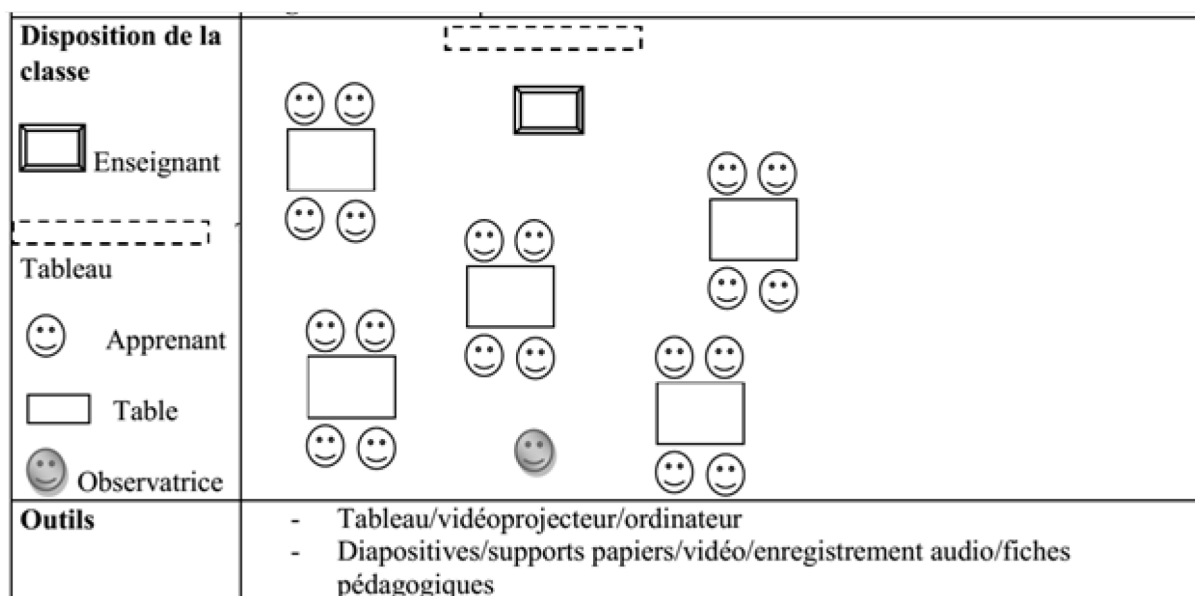 Disposition de la
classe
Enseignant
Tableau
Apprenant
Table
Observatrice
Outils
- Tableau/vidéoprojecteur/ordinateur
- Diapositives/supports papiers/vidéo/enregistrement audio/fiches
pédagogiques